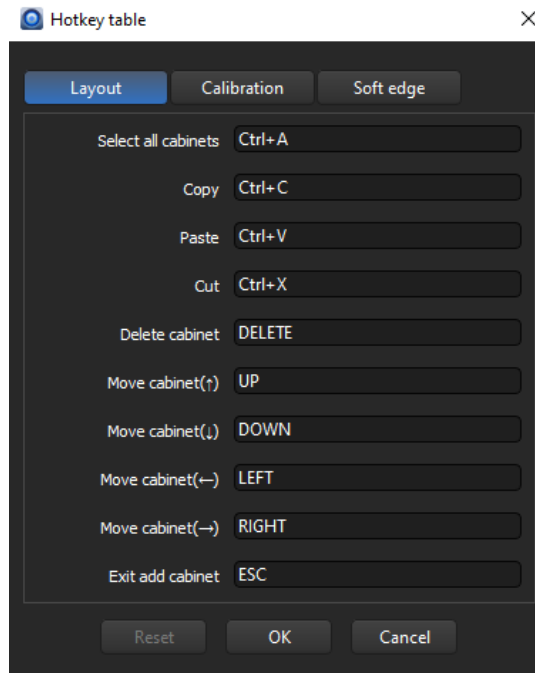 Hotkey table
Layout Calibration Soft edge
Select all cabinets Ctrl+A
Copy Ctrl+C
Paste Ctrl+V
Cut Ctrl+X
Delete cabinet DELETE
Move cabinet(↑) UP
Move cabinet(↓) DOWN
Move cabinet(←) LEFT
Move cabinet(→) RIGHT
Exit add cabinet ESC
Reset OK Cancel